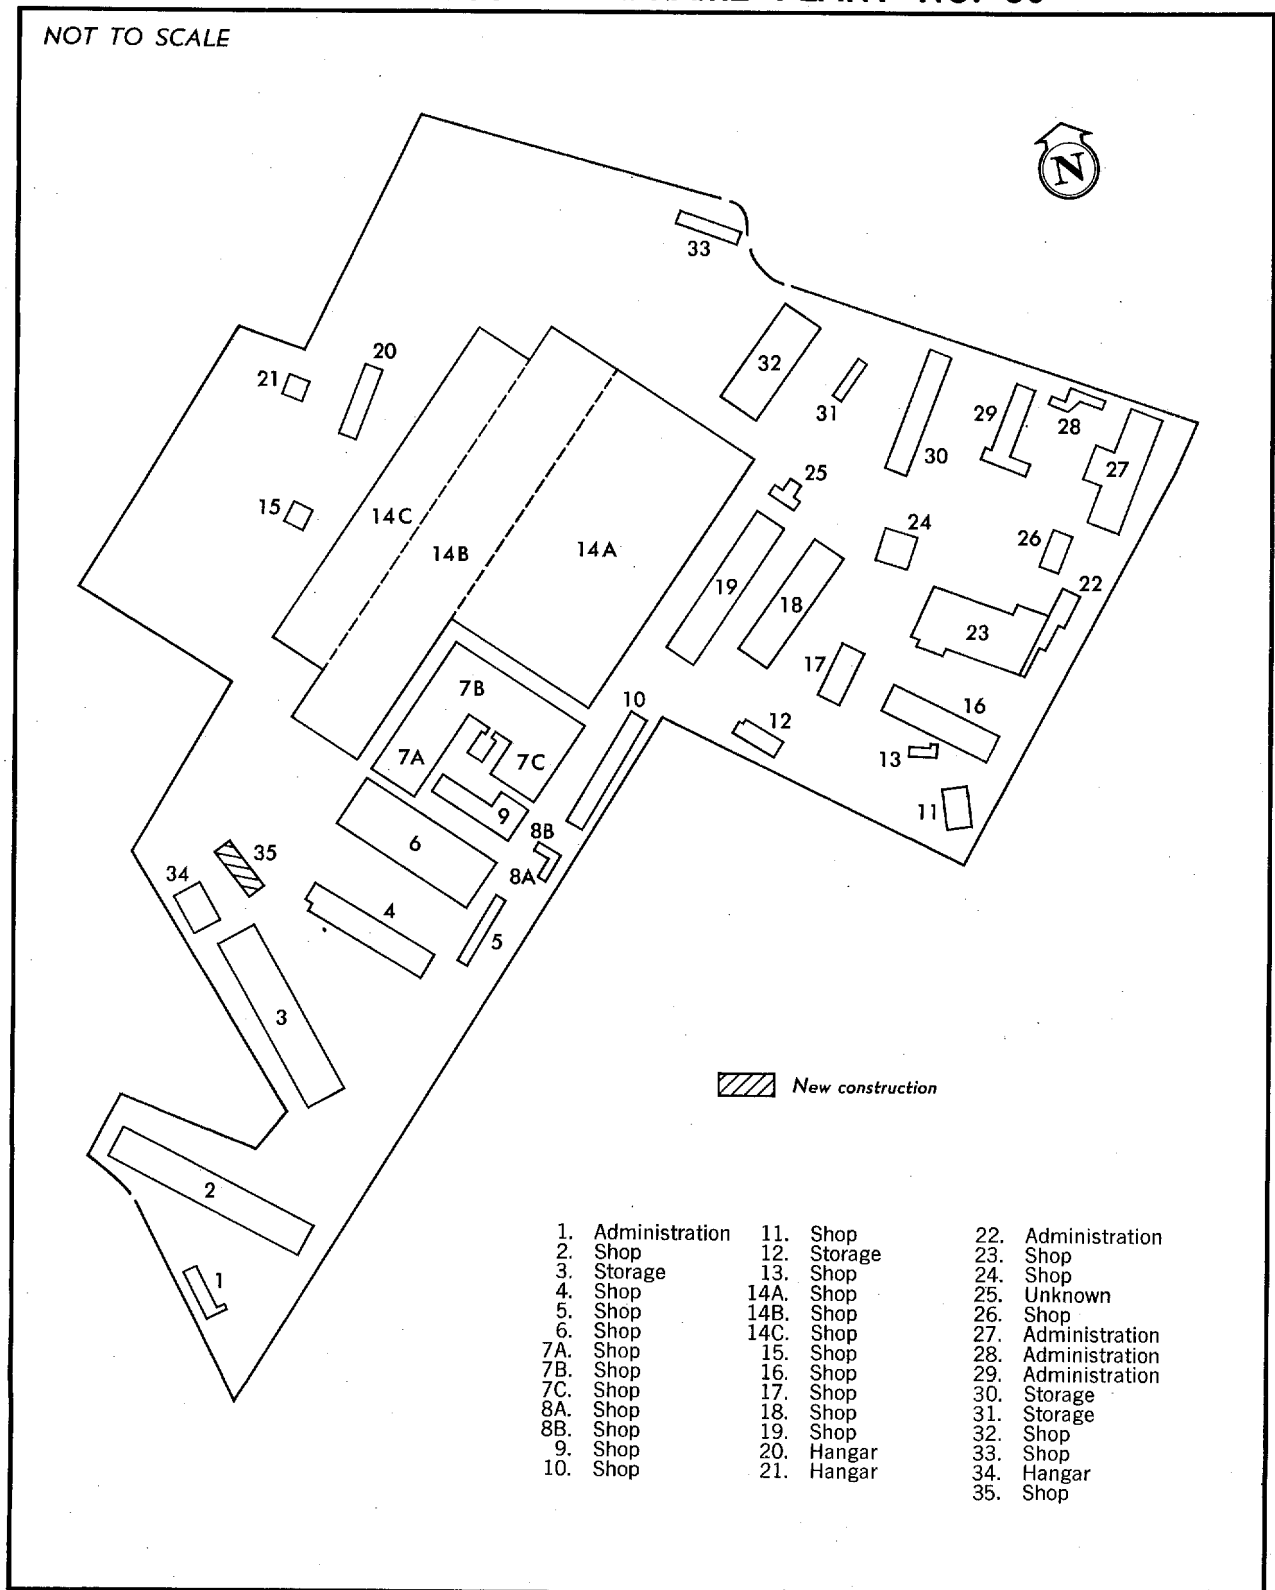 PLANT NO. 30
NOT TO SCALE
N
33
20
21
32
31
30
29
28
27
25
15
14C
14B
14A
24
26
22
19
18
23
17
7B
10
16
12
13
7A
7C
11
9
8B
6
35
34
8A
4
5
3
New construction
2
1
1. Administration
2. Shop
3. Storage
4. Shop
5. Shop
6. Shop
7A. Shop
7B. Shop
7C. Shop
8A. Shop
8B. Shop
9. Shop
10. Shop
11. Shop
12. Storage
13. Shop
14A. Shop
14B. Shop
14C. Shop
15. Shop
16. Shop
17. Shop
18. Shop
19. Shop
20. Hangar
21. Hangar
22. Administration
23. Shop
24. Shop
25. Unknown
26. Shop
27. Administration
28. Administration
29. Administration
30. Storage
31. Storage
32. Shop
33. Shop
34. Hangar
35. Shop